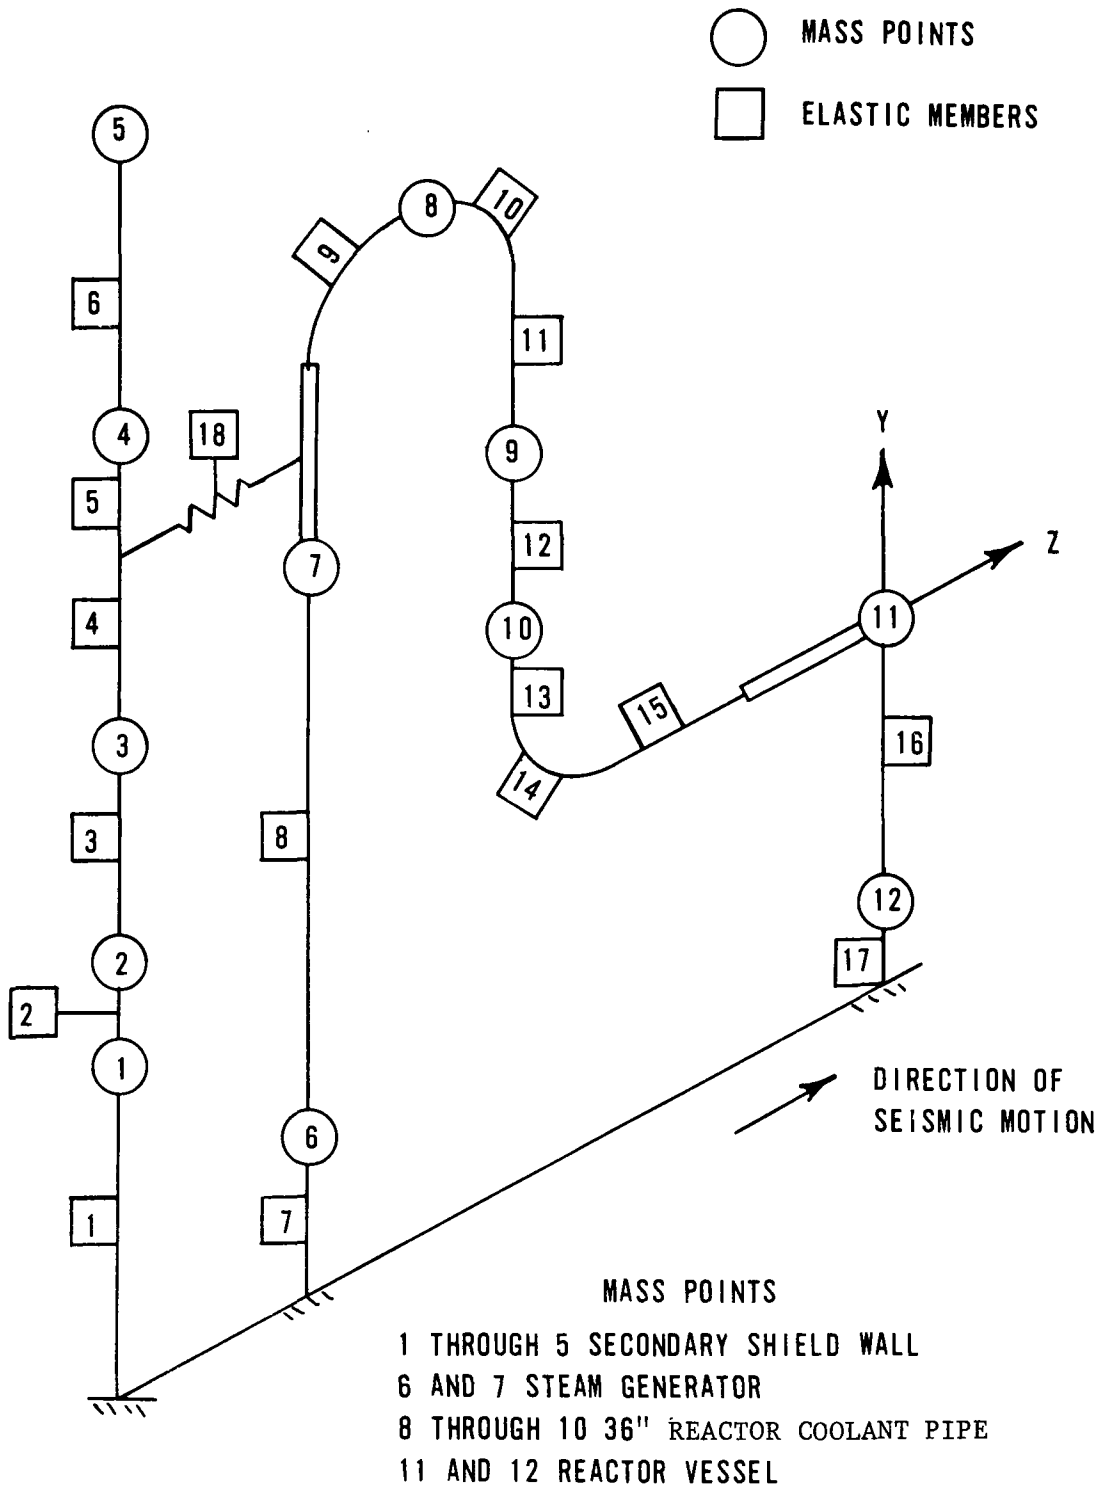 MASS POINTS
ELASTIC MEMBERS
5
8
10
9
6
11
4
18
9
5
Y
12
7
Z
4
10
11
13
15
3
16
14
3
8
12
2
17
2
1
DIRECTION OF
SEISMIC MOTION
6
1
7
MASS POINTS
1 THROUGH 5 SECONDARY SHIELD WALL
6 AND 7 STEAM GENERATOR
8 THROUGH 10 36" REACTOR COOLANT PIPE
11 AND 12 REACTOR VESSEL